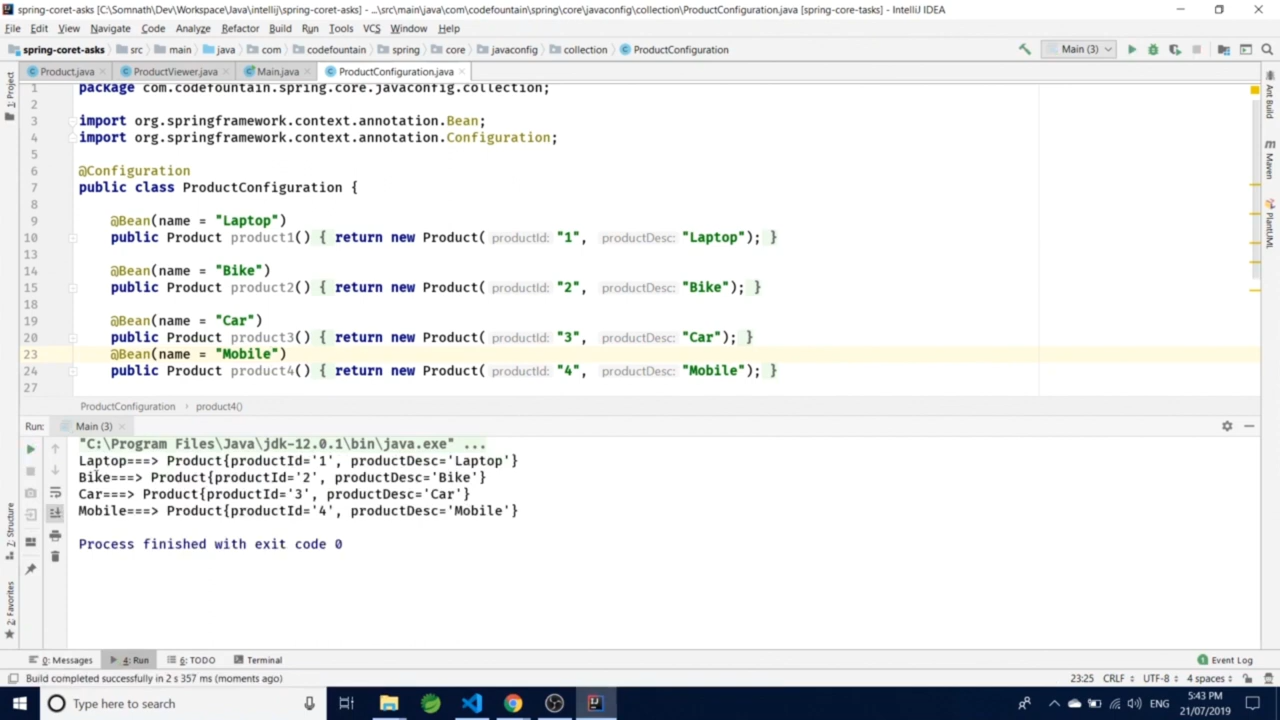 spring-coret-asks [C:\Somnath\Dev\Workspace\Java\intellij\spring-coret-asks] - ...\src\main\java\com\codefountain\spring\core\javaconfig\collection\ProductConfiguration.java [spring-core-tasks] - IntelliJ IDEA
File Edit View Navigate Code Analyze Refactor Build Run Tools VCS Window Help
spring-coret-asks src main java com codefountain spring core javaconfig collection ProductConfiguration Main (3)
Product.java ProductViewer.java Main.java ProductConfiguration.java
1: Project
Ant Build
Maven
PlantUML
1 package com.codefountain.spring.core.javaconfig.collection;
2
3 import org.springframework.context.annotation.Bean;
4 import org.springframework.context.annotation.Configuration;
5
6 @Configuration
7 public class ProductConfiguration {
8
9 @Bean(name = "Laptop")
10 public Product product1() { return new Product( productId: "1", productDesc: "Laptop"); }
13
14 @Bean(name = "Bike")
15 public Product product2() { return new Product( productId: "2", productDesc: "Bike"); }
18
19 @Bean(name = "Car")
20 public Product product3() { return new Product( productId: "3", productDesc: "Car"); }
23 @Bean(name = "Mobile")
24 public Product product4() { return new Product( productId: "4", productDesc: "Mobile"); }
27
ProductConfiguration › product4()
Run: Main (3)
"C:\Program Files\Java\jdk-12.0.1\bin\java.exe" ...
Laptop===> Product{productId='1', productDesc='Laptop'}
Bike===> Product{productId='2', productDesc='Bike'}
Car===> Product{productId='3', productDesc='Car'}
Mobile===> Product{productId='4', productDesc='Mobile'}
Process finished with exit code 0
Z: Structure
2: Favorites
0: Messages 4: Run 6: TODO Terminal Event Log
Build completed successfully in 2 s 357 ms (moments ago) 23:25 CRLF UTF-8 4 spaces
Type here to search
ENG
5:43 PM
21/07/2019